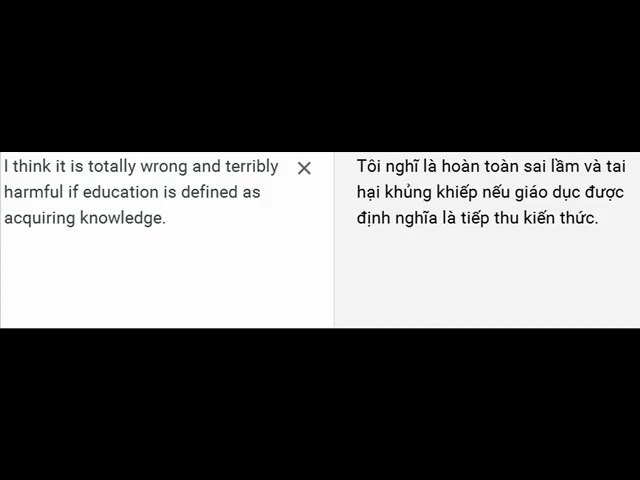 I think it is totally wrong and terribly
harmful if education is defined as
acquiring knowledge.
Tôi nghĩ là hoàn toàn sai lầm và tai
hại khủng khiếp nếu giáo dục được
định nghĩa là tiếp thu kiến thức.